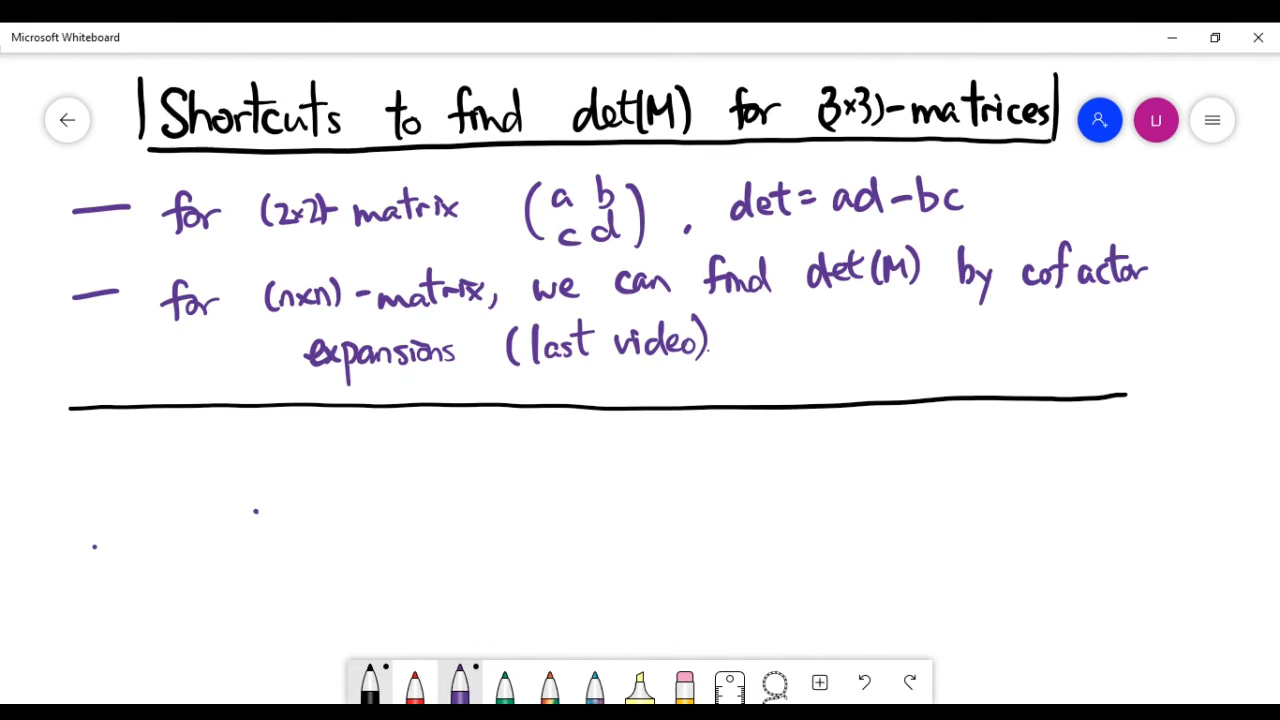 Microsoft Whiteboard
Shortcuts to find det(M) for (3×3)-matrices
— for (2×2)-matrix (a b
c d) , det = ad-bc
— for (n×n)-matrix, we can find det(M) by cofactor
expansions (last video).
U